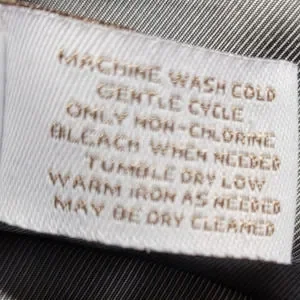 MACHINE WASH COLD
GENTLE CYCLE
ONLY NON-CHLORINE
BLEACH WHEN NEEDED
TUMBLE DRY LOW
WARM IRON AS NEEDED
MAY BE DRY CLEANED